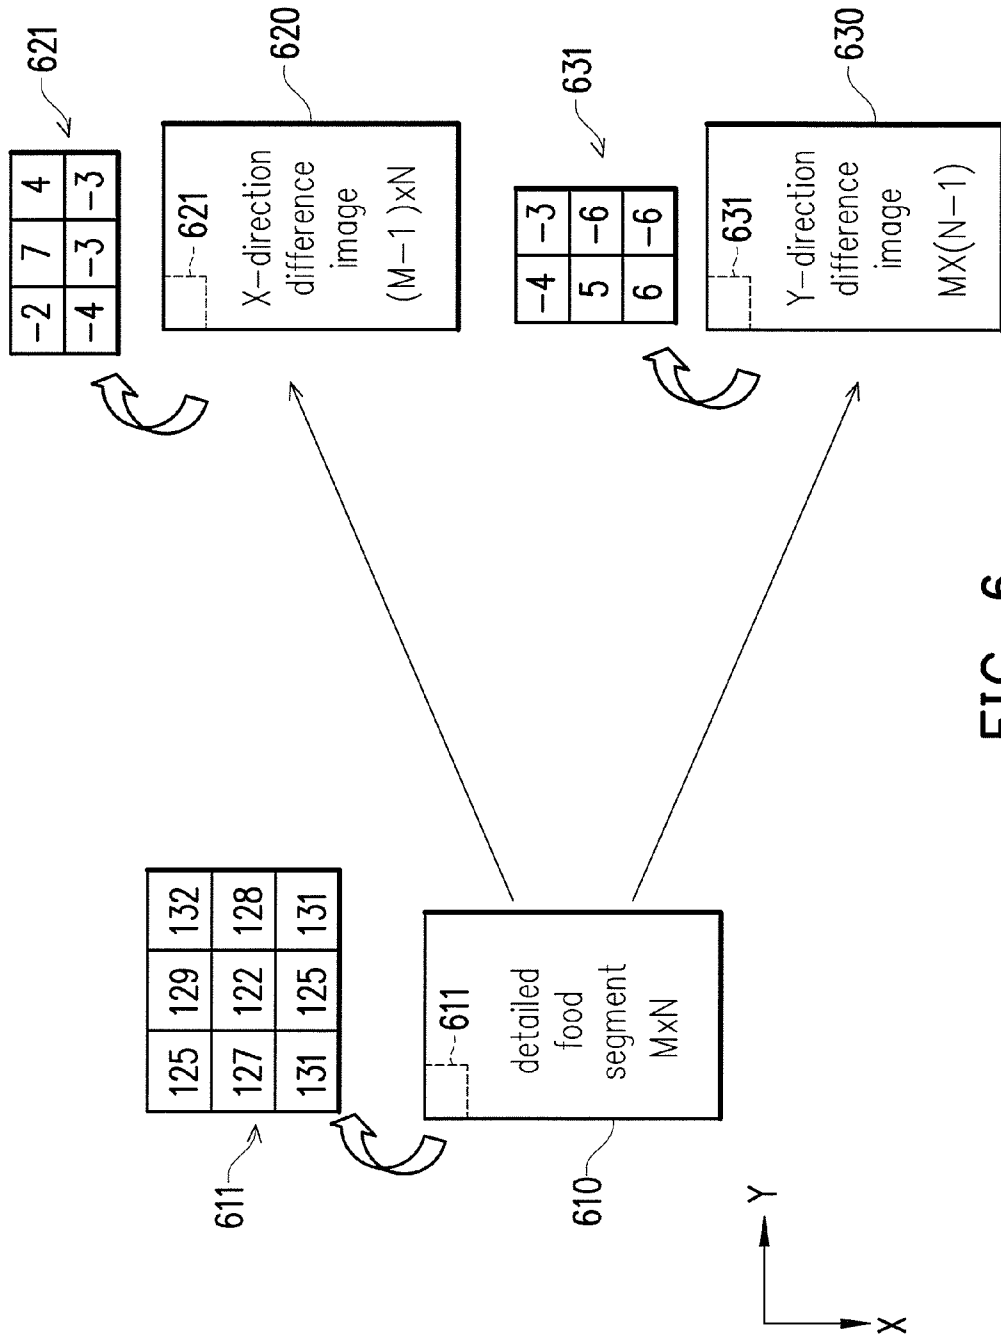 611
125 129 132
127 122 128
131 125 131
611
detailed
food
segment
MxN
610
Y
X
621
-2 7 4
-4 -3 -3
621
X-direction
difference
image
(M-1)xN
620
631
-4 -3
5 -6
6 -6
631
Y-direction
difference
image
MX(N-1)
630
FIG. 6